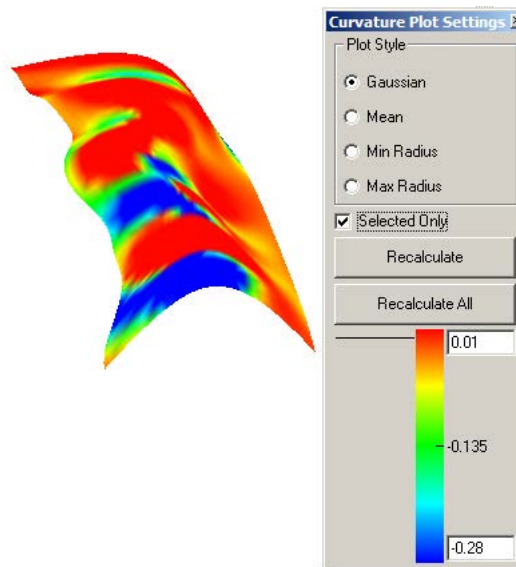 Curvature Plot Settings
Plot Style
Gaussian
Mean
Min Radius
Max Radius
Selected Only
Recalculate
Recalculate All
0.01
-0.135
-0.28